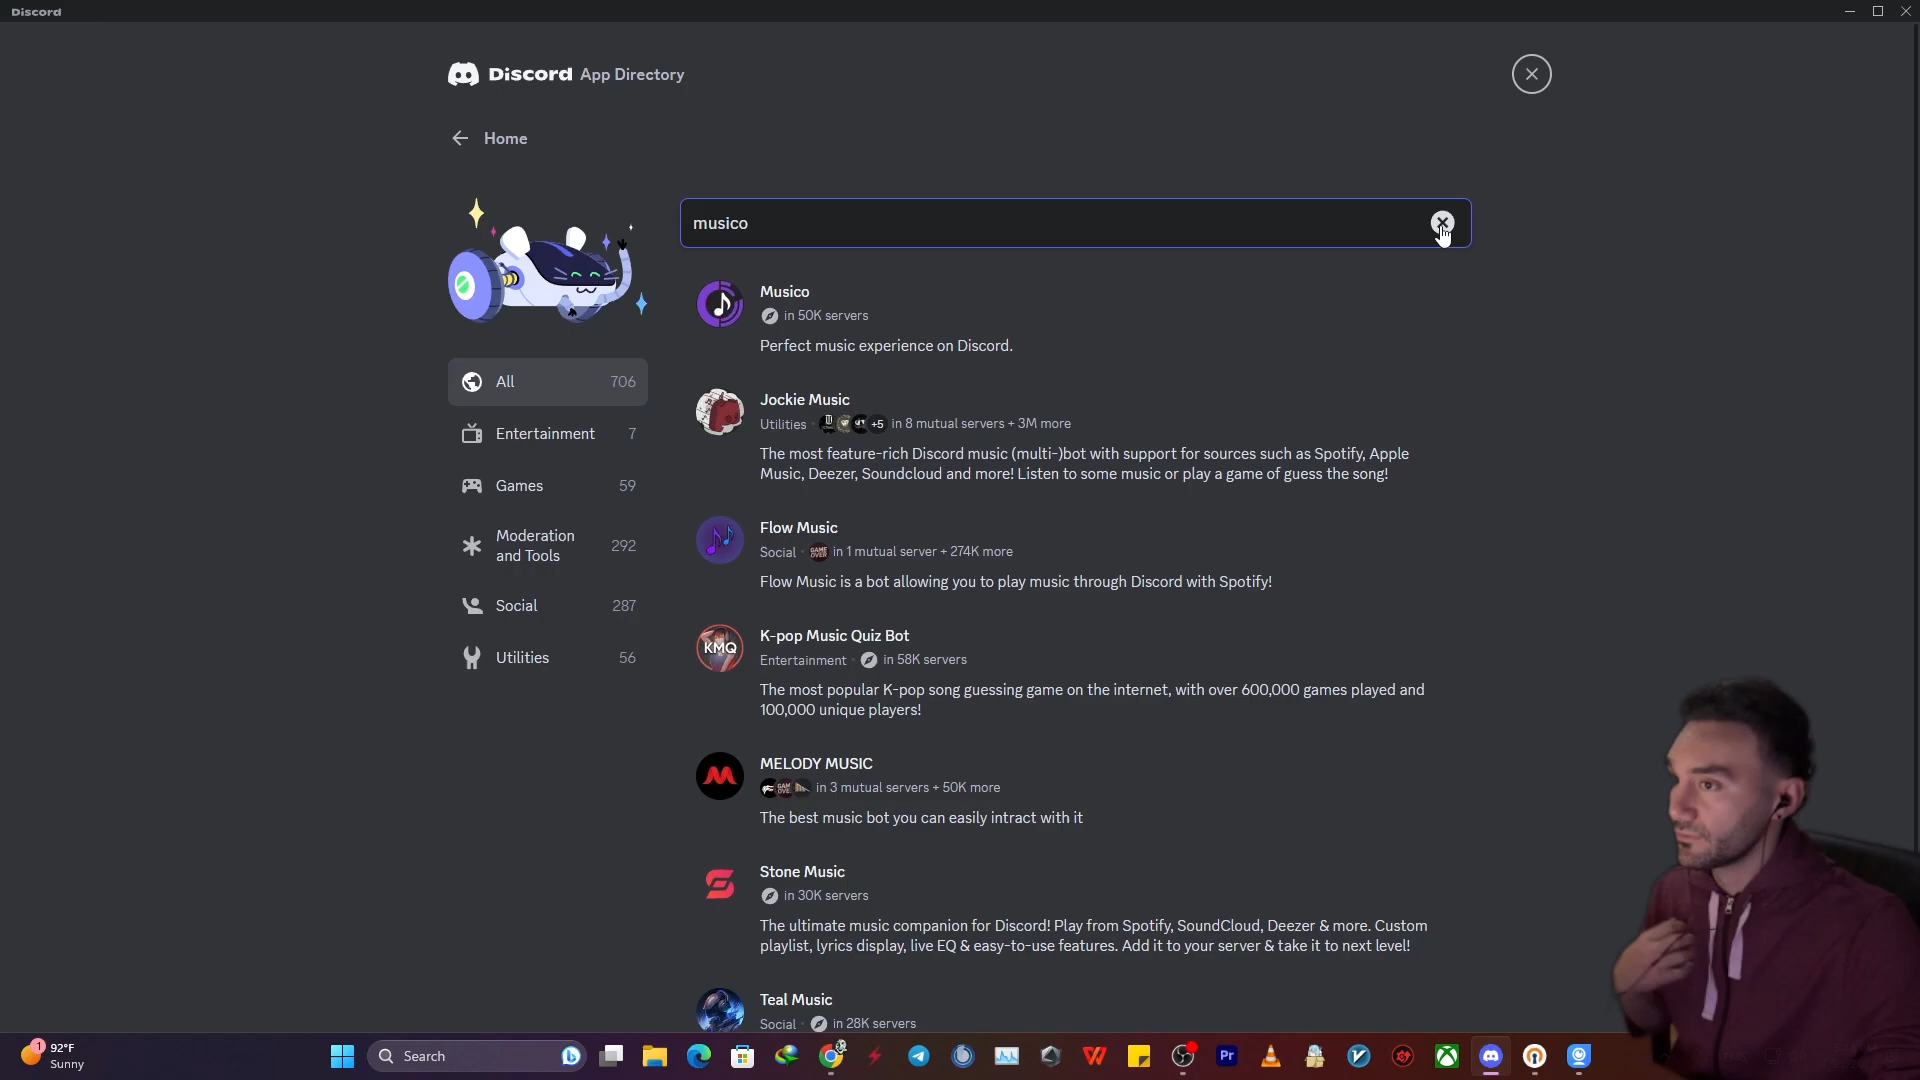 Discord
Discord App Directory
Home
musico
All 706
Entertainment 7
Games 59
Moderation
and Tools 292
Social 287
Utilities 56
Musico
in 50K servers
Perfect music experience on Discord.
Jockie Music
Utilities · +5 in 8 mutual servers + 3M more
The most feature-rich Discord music (multi-)bot with support for sources such as Spotify, Apple
Music, Deezer, Soundcloud and more! Listen to some music or play a game of guess the song!
Flow Music
Social · GAME OVER in 1 mutual server + 274K more
Flow Music is a bot allowing you to play music through Discord with Spotify!
KMQ
K-pop Music Quiz Bot
Entertainment · in 58K servers
The most popular K-pop song guessing game on the internet, with over 600,000 games played and
100,000 unique players!
MELODY MUSIC
in 3 mutual servers + 50K more
The best music bot you can easily intract with it
Stone Music
in 30K servers
The ultimate music companion for Discord! Play from Spotify, SoundCloud, Deezer & more. Custom
playlist, lyrics display, live EQ & easy-to-use features. Add it to your server & take it to next level!
Teal Music
Social · in 28K servers
1
92°F
Sunny
Search
Pr